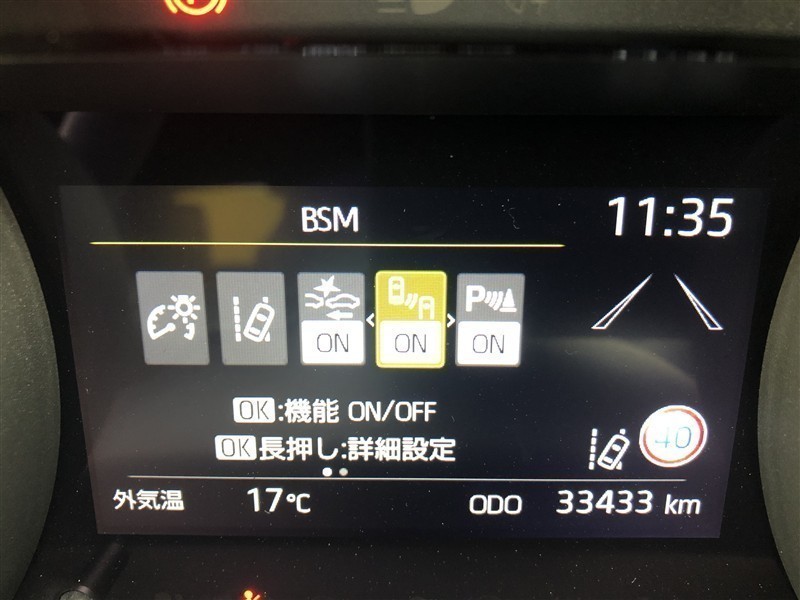 BSM
11:35
P
ON
ON
ON
OK:機能 ON/OFF
OK長押し:詳細設定
40
外気温 17℃ ODO 33433 km